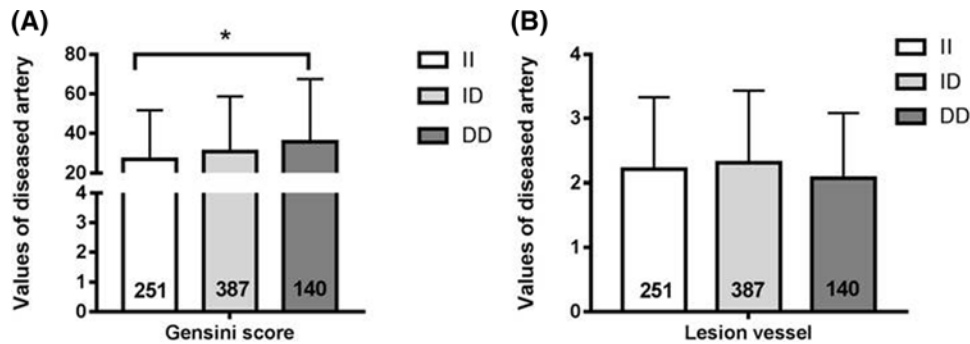 (A)
*
Values of diseased artery
80
60
40
20
4
3
2
1
0
251 387 140
Gensini score
II
ID
DD
(B)
Values of diseased artery
4
3
2
1
0
251 387 140
Lesion vessel
II
ID
DD